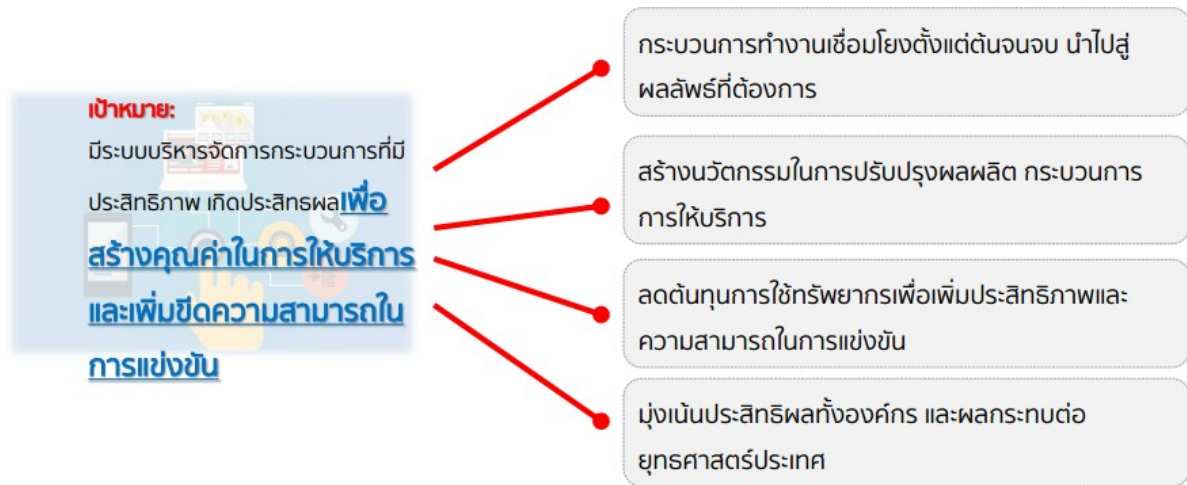 เป้าหมาย:
มีระบบบริหารจัดการกระบวนการที่มี
ประสิทธิภาพ เกิดประสิทธผลเพื่อ
สร้างคุณค่าในการให้บริการ
และเพิ่มขีดความสามารถใน
การแข่งขัน
กระบวนการทำงานเชื่อมโยงตั้งแต่ต้นจนจบ นำไปสู่
ผลลัพธ์ที่ต้องการ
สร้างนวัตกรรมในการปรับปรุงผลผลิต กระบวนการ
การให้บริการ
ลดต้นทุนการใช้ทรัพยากรเพื่อเพิ่มประสิทธิภาพและ
ความสามารถในการแข่งขัน
มุ่งเน้นประสิทธิผลทั้งองค์กร และผลกระทบต่อ
ยุทธศาสตร์ประเทศ